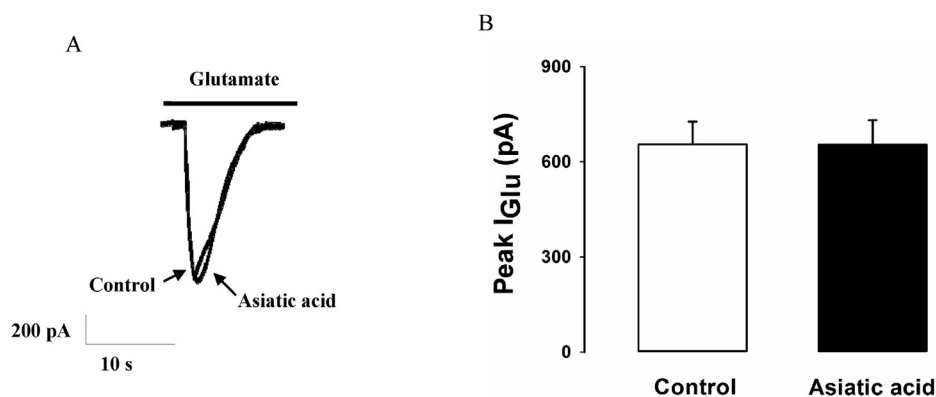 A
Glutamate
Control
Asiatic acid
200 pA
10 s
B
Peak IGlu (pA)
900
600
300
0
Control
Asiatic acid